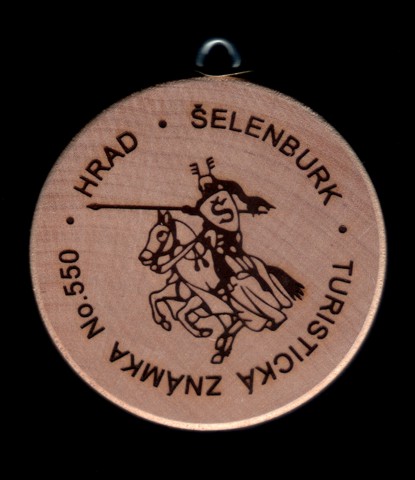 HRAD • ŠELENBURK • TURISTICKÁ ZNÁMKA No.550 •
Š